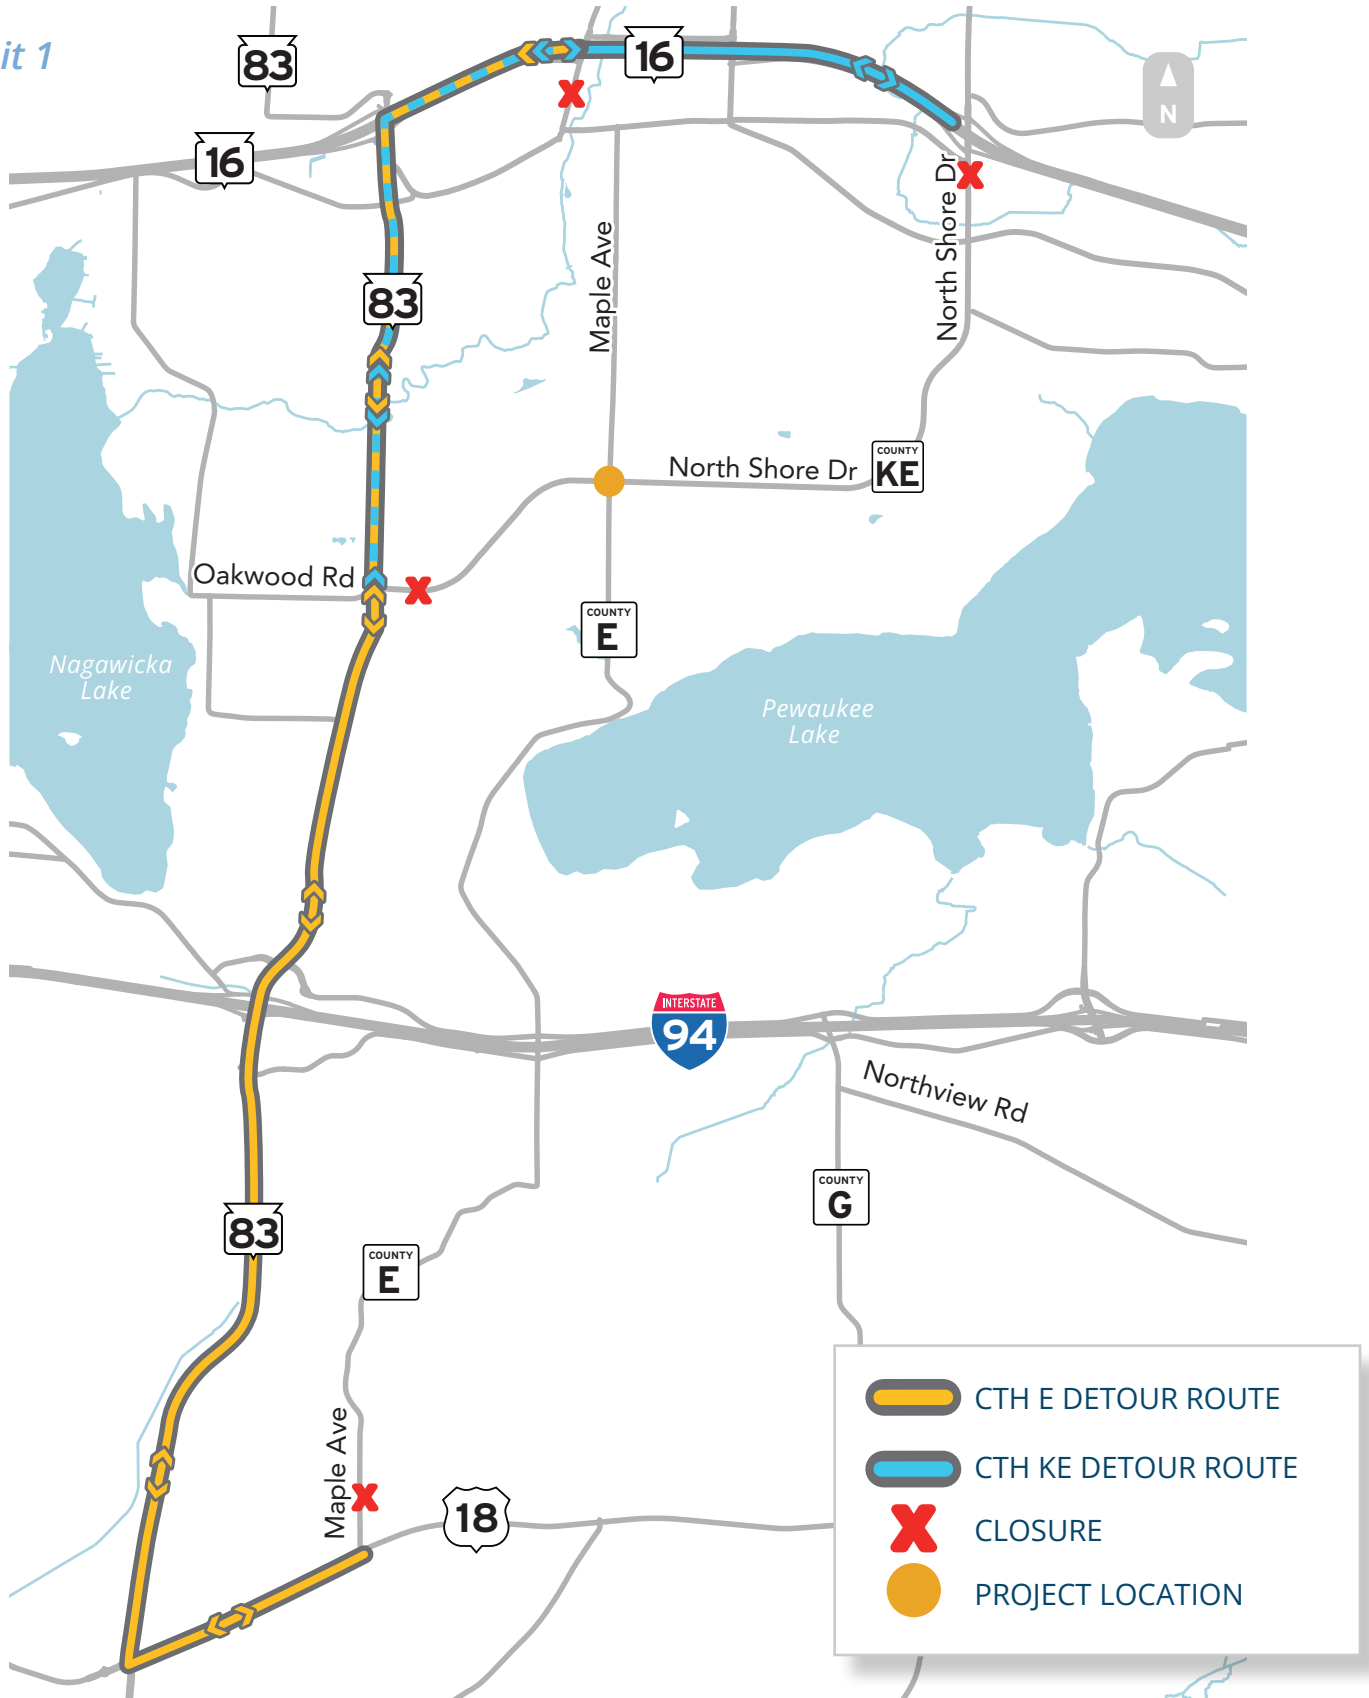 it 1
83
16
N
16
North Shore Dr
Maple Ave
83
North Shore Dr
COUNTY
KE
Oakwood Rd
COUNTY
E
Nagawicka
Lake
Pewaukee
Lake
INTERSTATE
94
Northview Rd
COUNTY
G
83
COUNTY
E
Maple Ave
18
CTH E DETOUR ROUTE
CTH KE DETOUR ROUTE
CLOSURE
PROJECT LOCATION